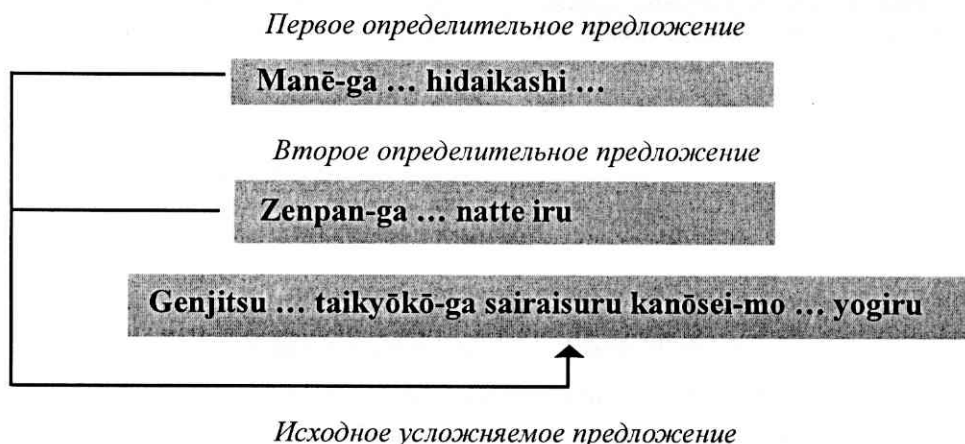 Первое определительное предложение
Manē-ga ... hidaikashi ...
Второе определительное предложение
Zenpan-ga ... natte iru
Genjitsu ... taikyōkō-ga sairaisuru kanōsei-mo ... yogiru
Исходное усложняемое предложение